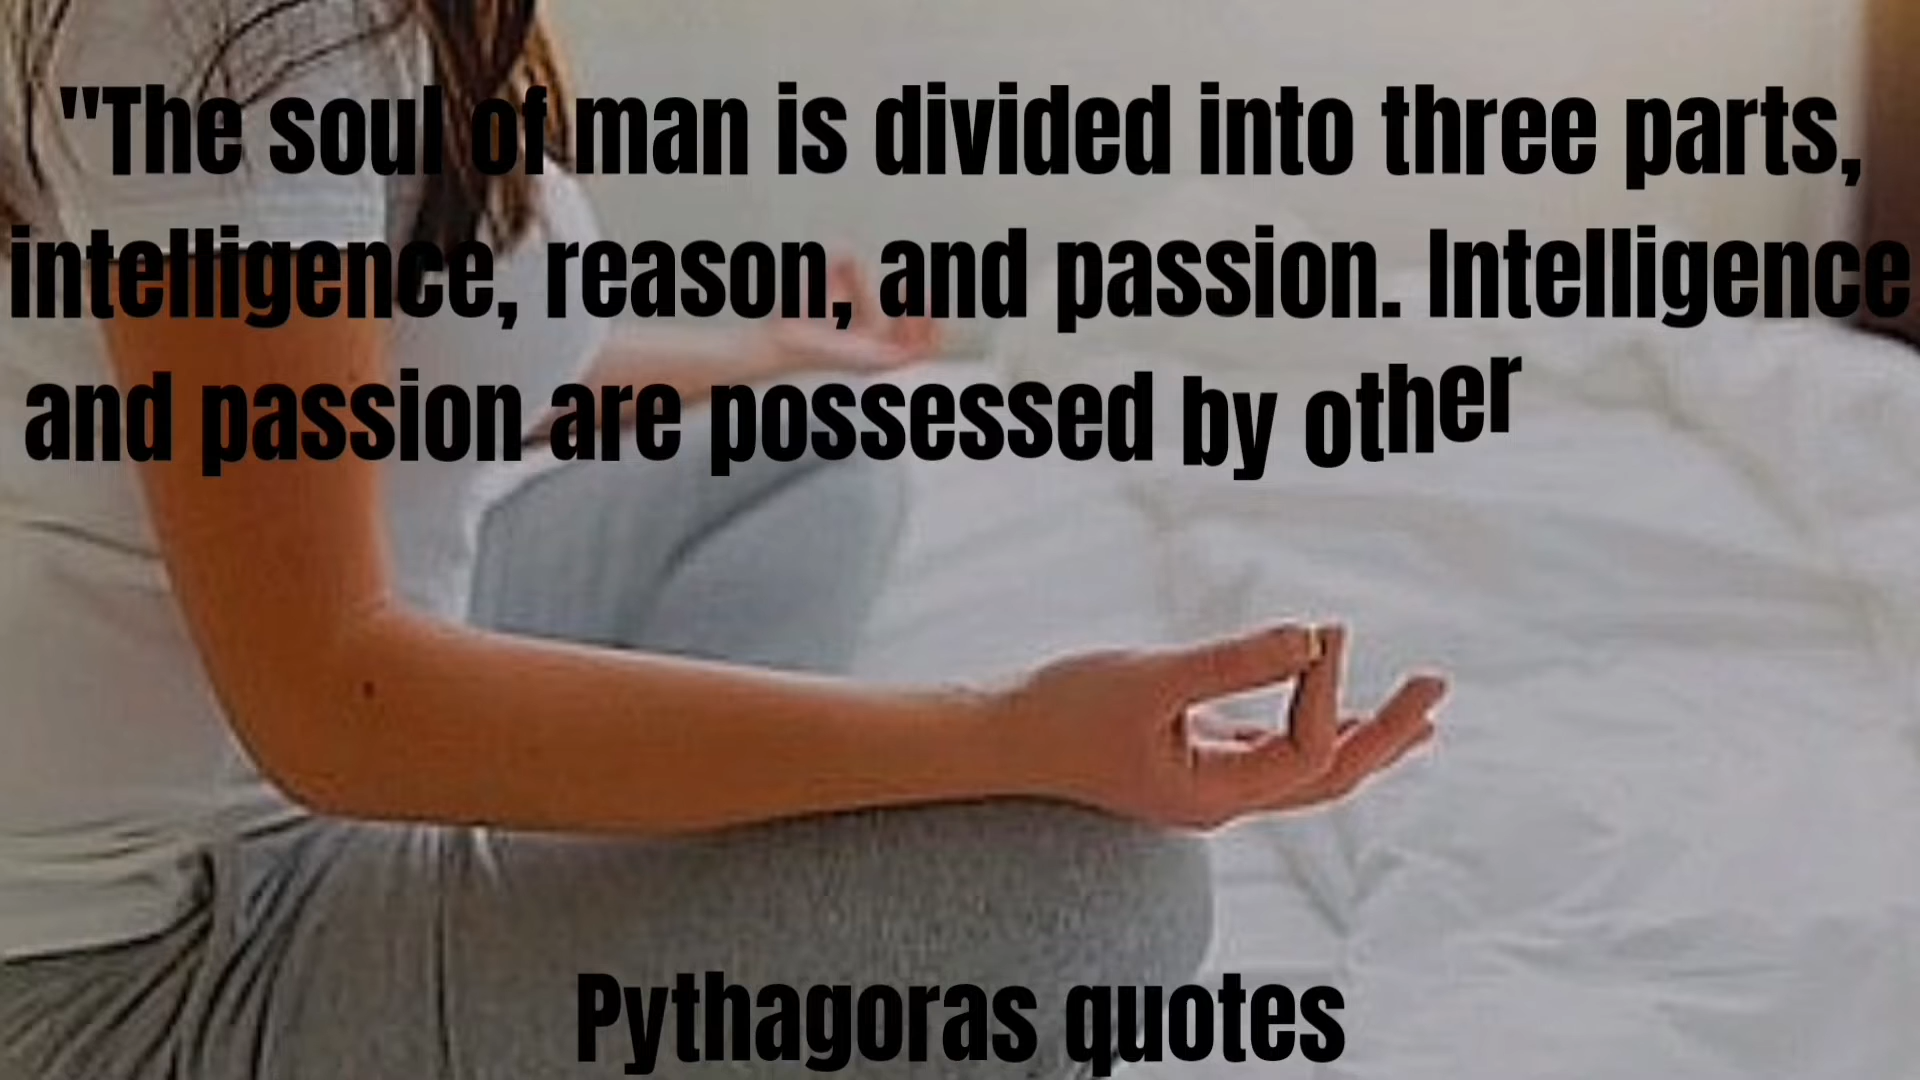 "The soul of man is divided into three parts,
intelligence, reason, and passion. Intelligence
and passion are possessed by other
Pythagoras quotes